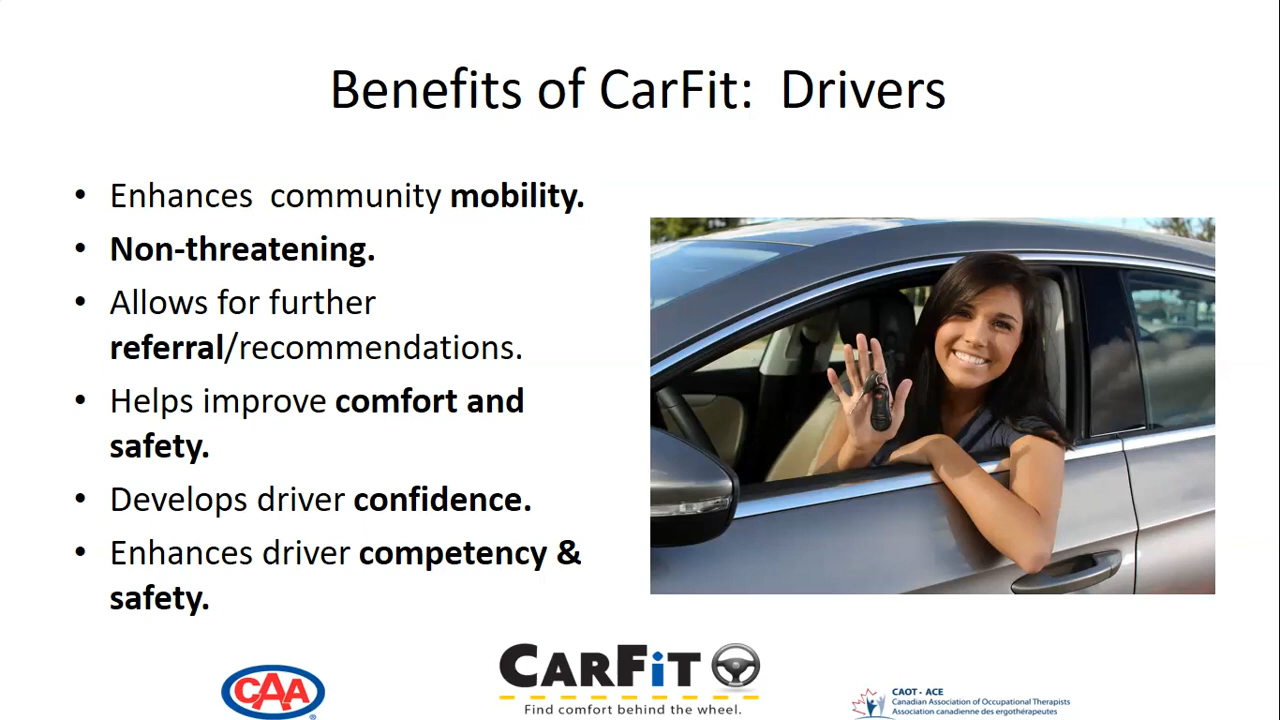 Benefits of CarFit:  Drivers
• Enhances  community mobility.
• Non-threatening.
• Allows for further
referral/recommendations.
• Helps improve comfort and
safety.
• Develops driver confidence.
• Enhances driver competency &
safety.
CAA
CARFiT
Find comfort behind the wheel.
CAOT - ACE
Canadian Association of Occupational Therapists
Association canadienne des ergothérapeutes